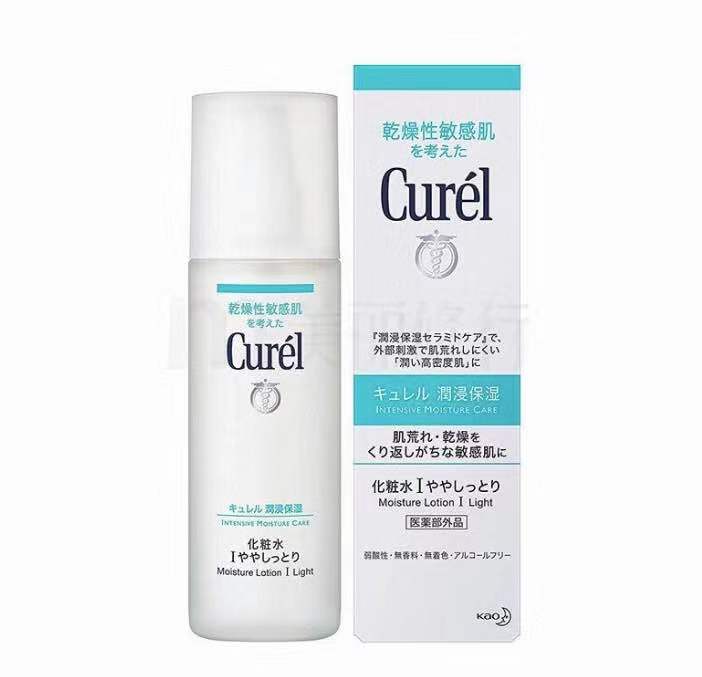 乾燥性敏感肌
を考えた
Curél
キュレル 潤浸保湿
INTENSIVE MOISTURE CARE
化粧水
Iややしっとり
Moisture Lotion I Light
乾燥性敏感肌
を考えた
Curél
『潤浸保湿セラミドケア』で、
外部刺激で肌荒れしにくい
「潤い高密度肌」に
キュレル 潤浸保湿
INTENSIVE MOISTURE CARE
肌荒れ・乾燥を
くり返しがちな敏感肌に
化粧水 Iややしっとり
Moisture Lotion I Light
医薬部外品
弱酸性・無香料・無着色・アルコールフリー
Kao